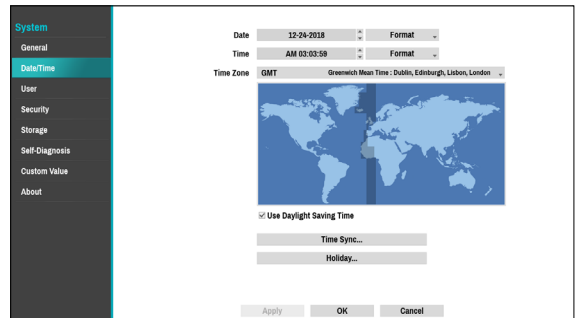 System
General
Date/Time
User
Security
Storage
Self-Diagnosis
Custom Value
About
Date 12-24-2018 Format
Time AM 03:03:59 Format
Time Zone GMT Greenwich Mean Time : Dublin, Edinburgh, Lisbon, London
Use Daylight Saving Time
Time Sync...
Holiday...
Apply OK Cancel